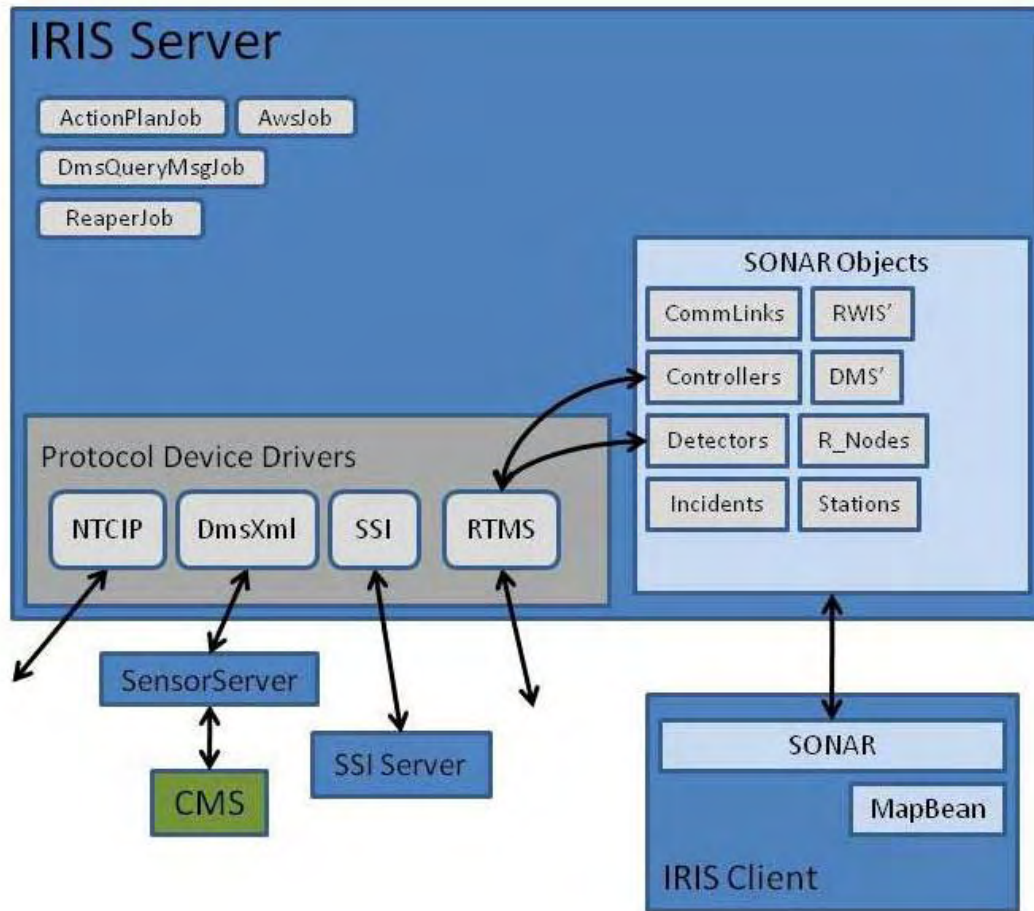 IRIS Server
ActionPlanJob AwsJob
DmsQueryMsgJob
ReaperJob
SONAR Objects
CommLinks RWIS'
Controllers DMS'
Detectors R_Nodes
Incidents Stations
Protocol Device Drivers
NTCIP DmsXml SSI RTMS
SensorServer
SSI Server
CMS
SONAR
MapBean
IRIS Client